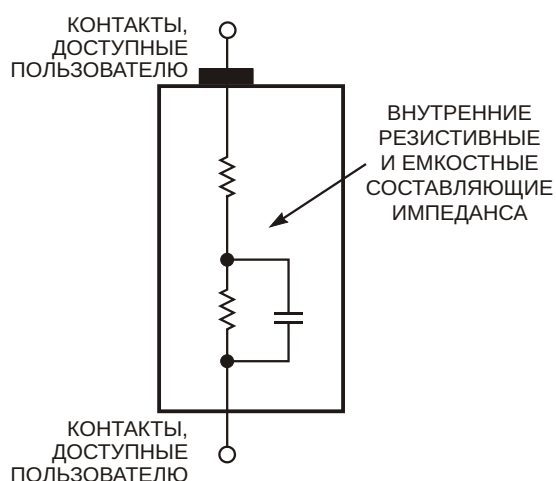 КОНТАКТЫ,
ДОСТУПНЫЕ
ПОЛЬЗОВАТЕЛЮ
ВНУТРЕННИЕ
РЕЗИСТИВНЫЕ
И ЕМКОСТНЫЕ
СОСТАВЛЯЮЩИЕ
ИМПЕДАНСА
КОНТАКТЫ,
ДОСТУПНЫЕ
ПОЛЬЗОВАТЕЛЮ